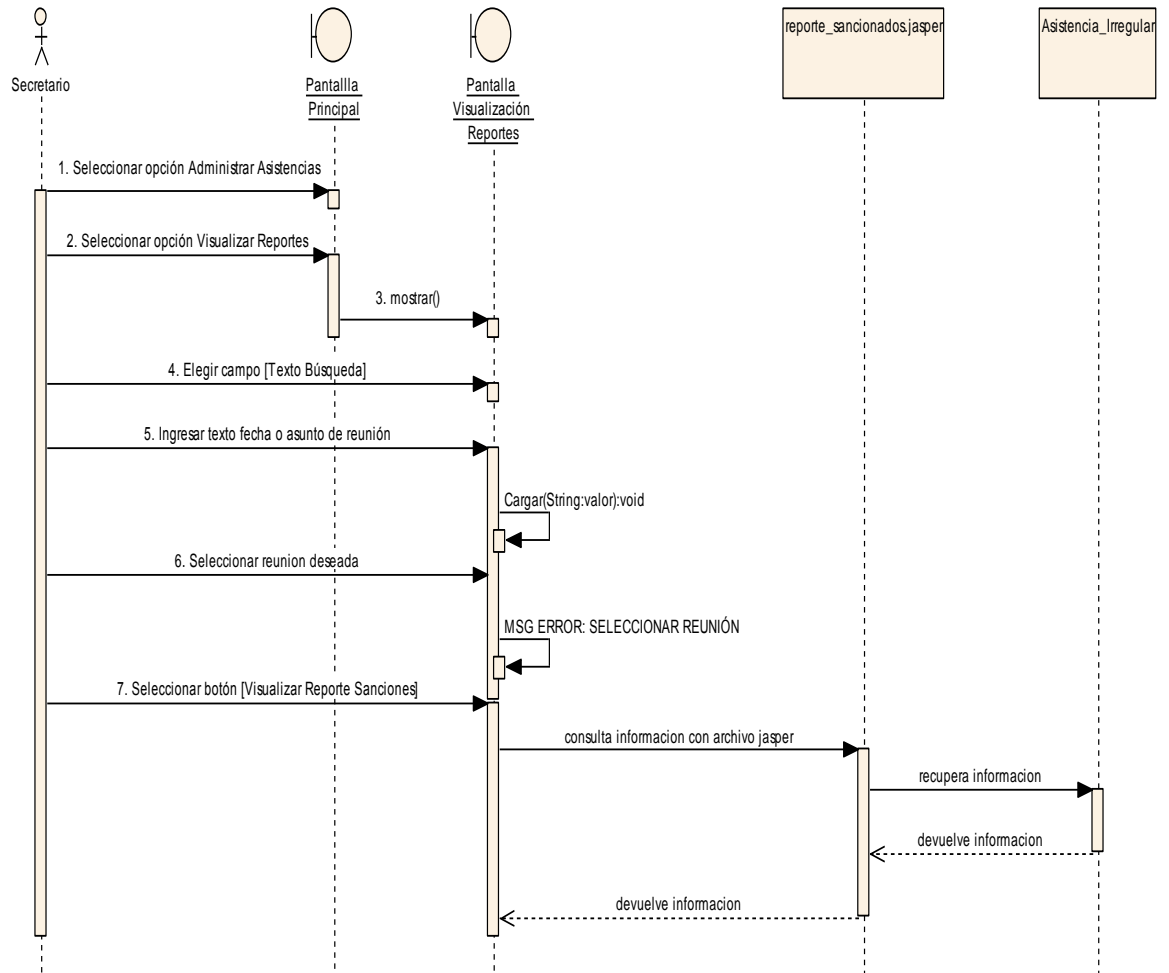 Secretario
Pantallla
Principal
Pantalla
Visualización
Reportes
reporte_sancionados.jasper
Asistencia_Irregular
1. Seleccionar opción Administrar Asistencias
2. Seleccionar opción Visualizar Reportes
3. mostrar()
4. Elegir campo [Texto Búsqueda]
5. Ingresar texto fecha o asunto de reunión
Cargar(String:valor):void
6. Seleccionar reunion deseada
MSG ERROR: SELECCIONAR REUNIÓN
7. Seleccionar botón [Visualizar Reporte Sanciones]
consulta informacion con archivo jasper
recupera informacion
devuelve informacion
devuelve informacion